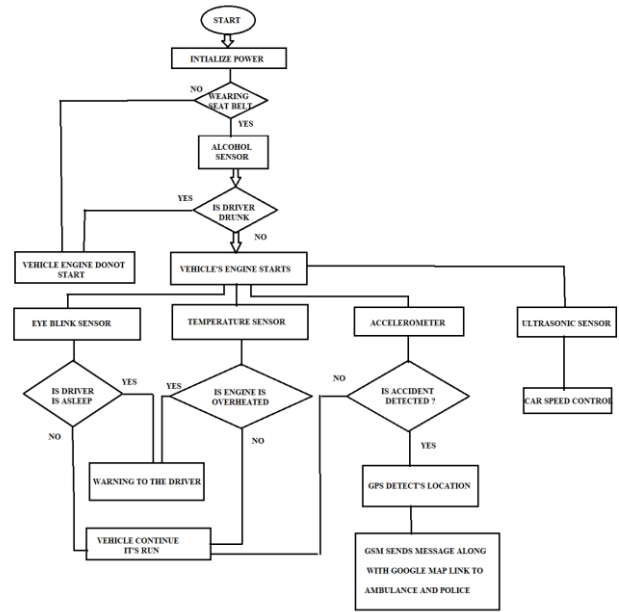 START
INTIALIZE POWER
NO
WEARING
SEAT BELT
YES
ALCOHOL
SENSOR
YES
IS DRIVER
DRUNK
NO
VEHICLE ENGINE DONOT
START
VEHICLE'S ENGINE STARTS
EYE BLINK SENSOR
TEMPERATURE SENSOR
ACCELEROMETER
ULTRASONIC SENSOR
IS DRIVER
IS ASLEEP
YES
NO
YES
IS ENGINE IS
OVERHEATED
NO
NO
IS ACCIDENT
DETECTED ?
YES
CAR SPEED CONTROL
WARNING TO THE DRIVER
GPS DETECT'S LOCATION
VEHICLE CONTINUE
IT'S RUN
GSM SENDS MESSAGE ALONG
WITH GOOGLE MAP LINK TO
AMBULANCE AND POLICE